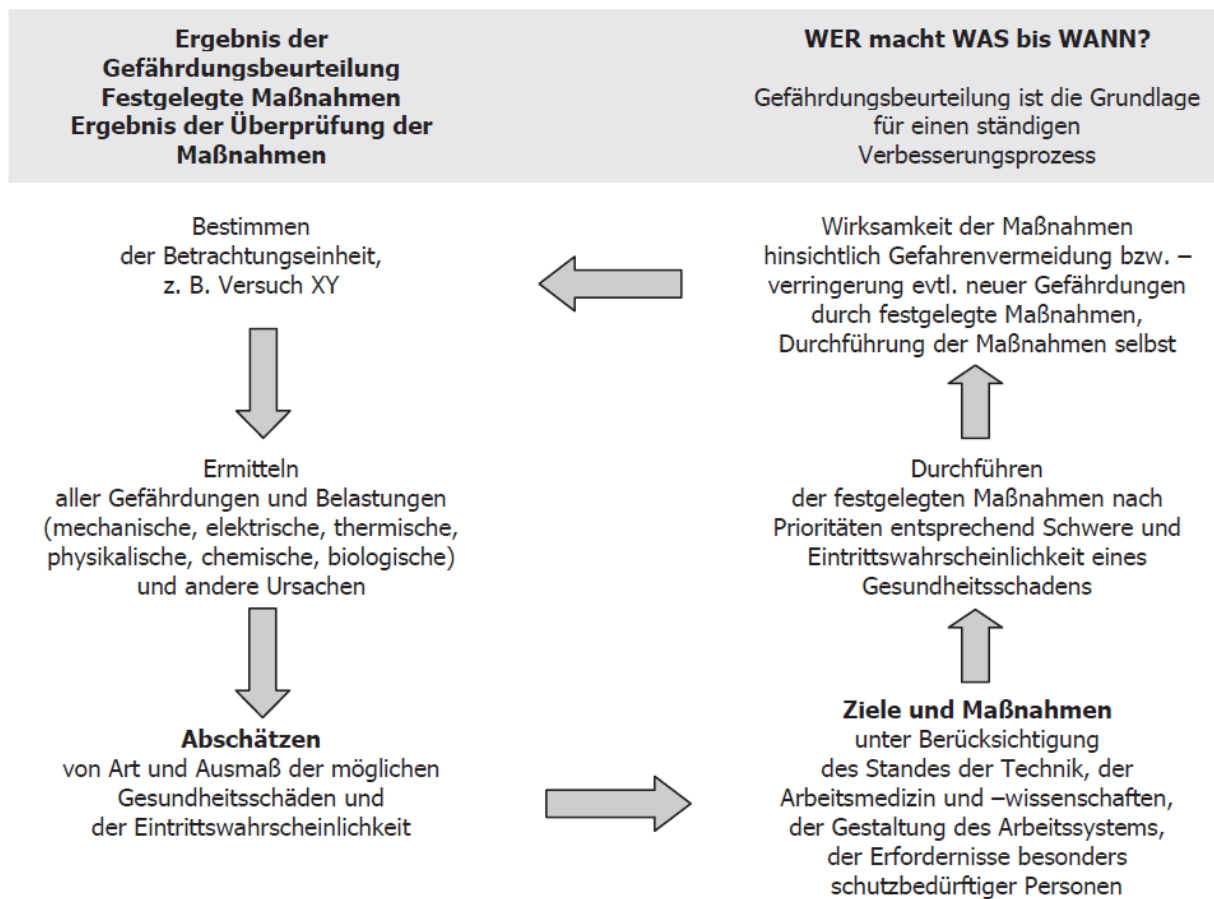 Ergebnis der
Gefährdungsbeurteilung
Festgelegte Maßnahmen
Ergebnis der Überprüfung der
Maßnahmen
WER macht WAS bis WANN?
Gefährdungsbeurteilung ist die Grundlage
für einen ständigen
Verbesserungsprozess
Bestimmen
der Betrachtungseinheit,
z. B. Versuch XY
Wirksamkeit der Maßnahmen
hinsichtlich Gefahrenvermeidung bzw. –
verringerung evtl. neuer Gefährdungen
durch festgelegte Maßnahmen,
Durchführung der Maßnahmen selbst
Ermitteln
aller Gefährdungen und Belastungen
(mechanische, elektrische, thermische,
physikalische, chemische, biologische)
und andere Ursachen
Durchführen
der festgelegten Maßnahmen nach
Prioritäten entsprechend Schwere und
Eintrittswahrscheinlichkeit eines
Gesundheitsschadens
Abschätzen
von Art und Ausmaß der möglichen
Gesundheitsschäden und
der Eintrittswahrscheinlichkeit
Ziele und Maßnahmen
unter Berücksichtigung
des Standes der Technik, der
Arbeitsmedizin und –wissenschaften,
der Gestaltung des Arbeitssystems,
der Erfordernisse besonders
schutzbedürftiger Personen